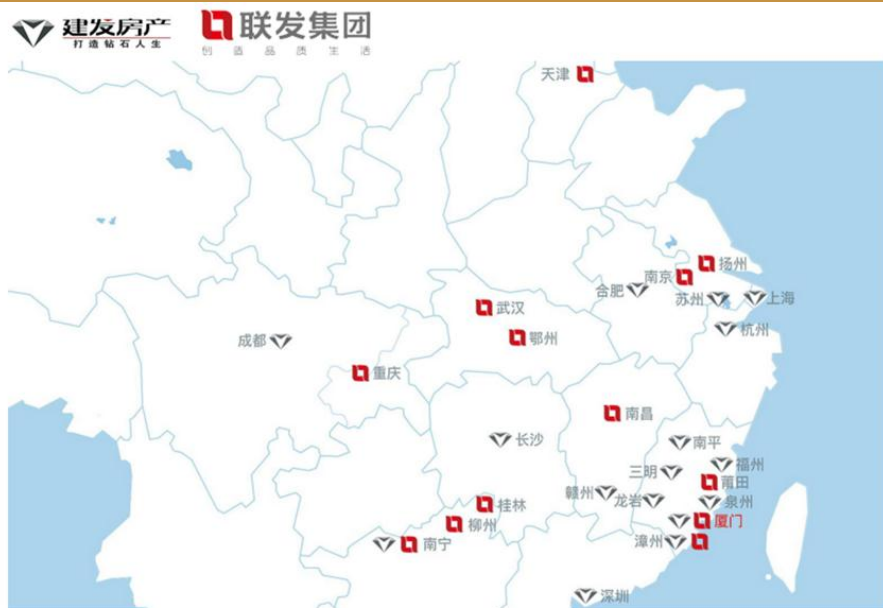 建发房产
打造钻石人生
联发集团
创造品质生活
天津
扬州
南京
合肥
苏州
上海
武汉
杭州
鄂州
成都
重庆
南昌
长沙
南平
福州
三明
莆田
赣州
龙岩
泉州
桂林
厦门
柳州
漳州
南宁
深圳